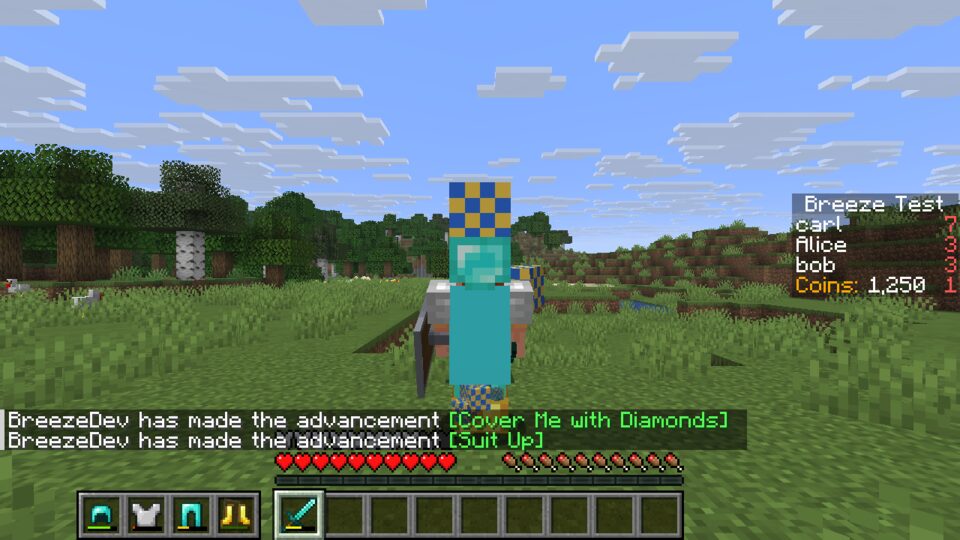 Breeze Test
carl 7
Alice 3
bob 3
Coins: 1,250 1
BreezeDev has made the advancement [Cover Me with Diamonds]
BreezeDev has made the advancement [Suit Up]